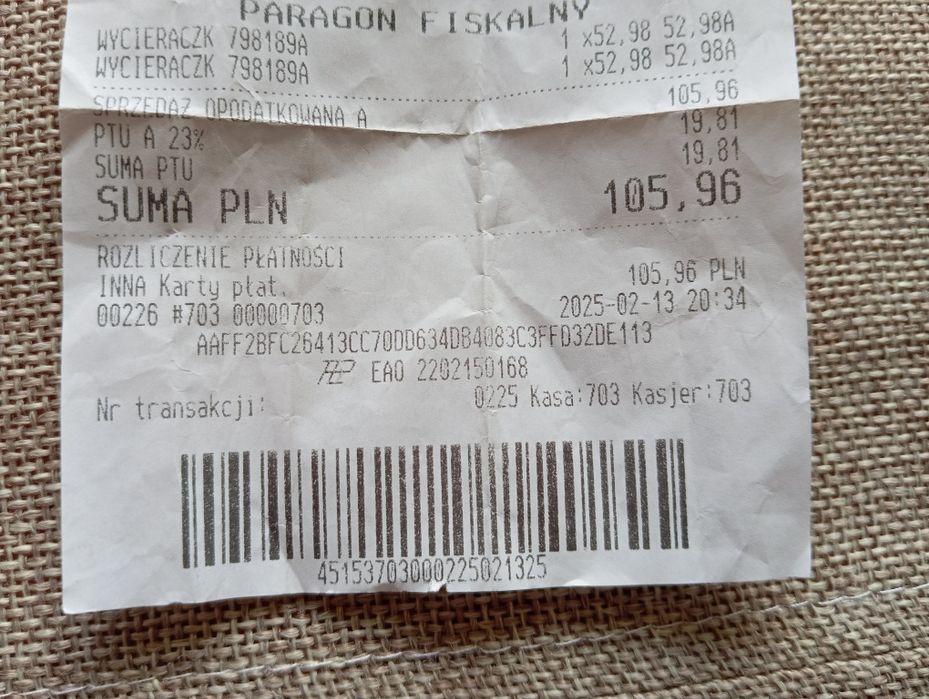 PARAGON FISKALNY
WYCIERACZK 798189A 1 x52,98 52,98A
WYCIERACZK 798189A 1 x52,98 52,98A
SPRZEDAŻ OPODATKOWANA A 105,96
PTU A 23% 19,81
SUMA PTU 19,81
SUMA PLN 105,96
ROZLICZENIE PŁATNOŚCI
INNA Karty płat. 105,96 PLN
00226 #703 00000703 2025-02-13 20:34
AAFF2BFC26413CC70DD634DB4083C3FFD32DE113
EAO 2202150168
Nr transakcji: 0225 Kasa:703 Kasjer:703
45153703000225021325